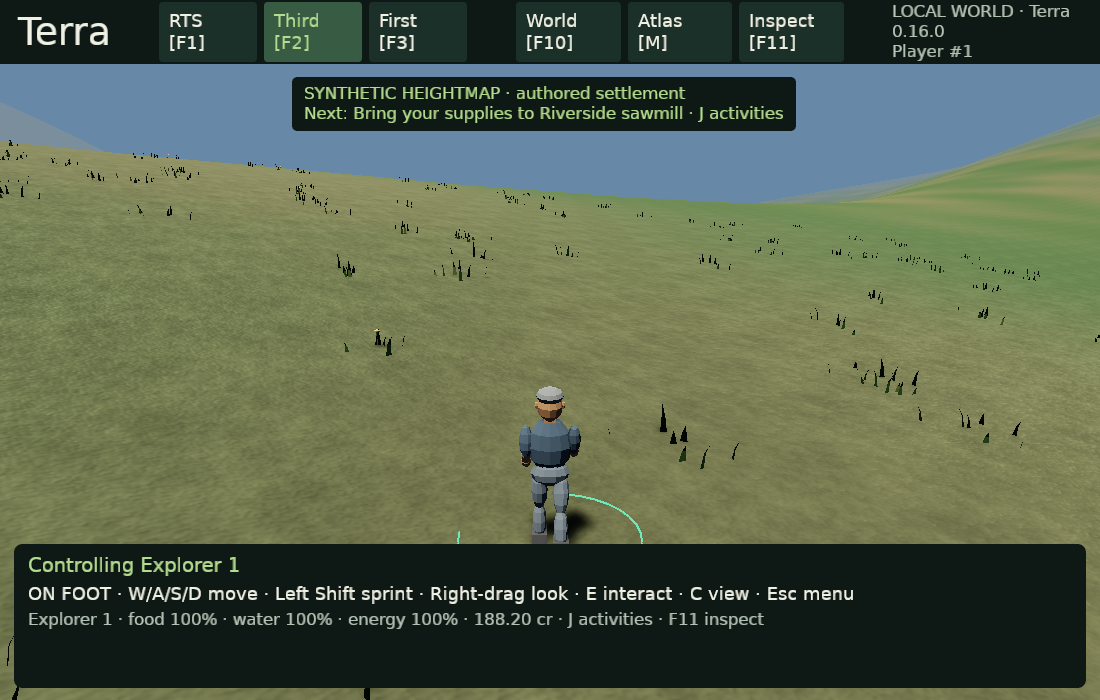 Terra
RTS
[F1]
Third
[F2]
First
[F3]
World
[F10]
Atlas
[M]
Inspect
[F11]
LOCAL WORLD · Terra
0.16.0
Player #1
SYNTHETIC HEIGHTMAP · authored settlement
Next: Bring your supplies to Riverside sawmill · J activities
Controlling Explorer 1
ON FOOT · W/A/S/D move · Left Shift sprint · Right-drag look · E interact · C view · Esc menu
Explorer 1 · food 100% · water 100% · energy 100% · 188.20 cr · J activities · F11 inspect